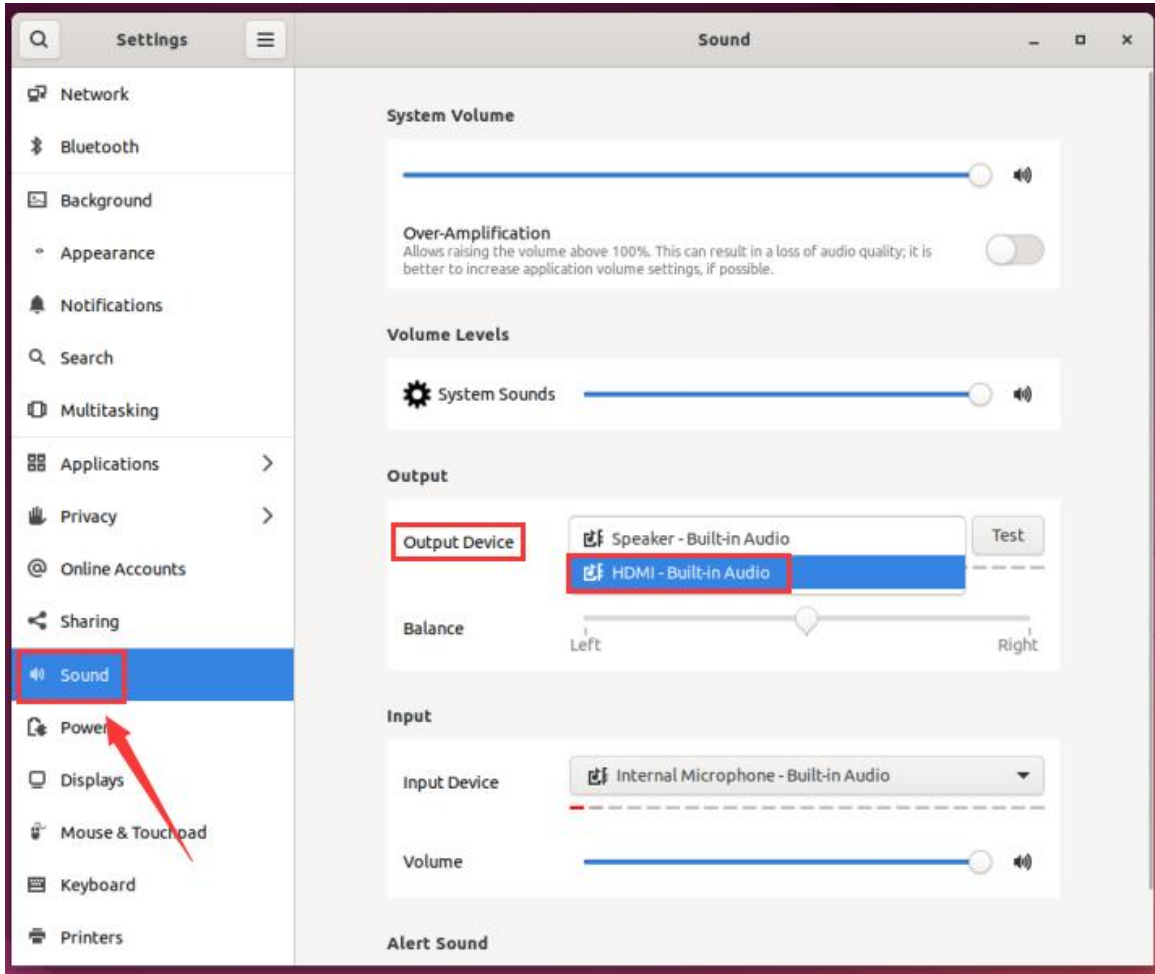 Settings
Sound
Network
Bluetooth
Background
Appearance
Notifications
Search
Multitasking
Applications
Privacy
Online Accounts
Sharing
Sound
Power
Displays
Mouse & Touchpad
Keyboard
Printers
System Volume
Over-Amplification
Allows raising the volume above 100%. This can result in a loss of audio quality; it is
better to increase application volume settings, if possible.
Volume Levels
System Sounds
Output
Output Device
Speaker - Built-in Audio
Test
HDMI - Built-in Audio
Balance
Left
Right
Input
Input Device
Internal Microphone - Built-in Audio
Volume
Alert Sound